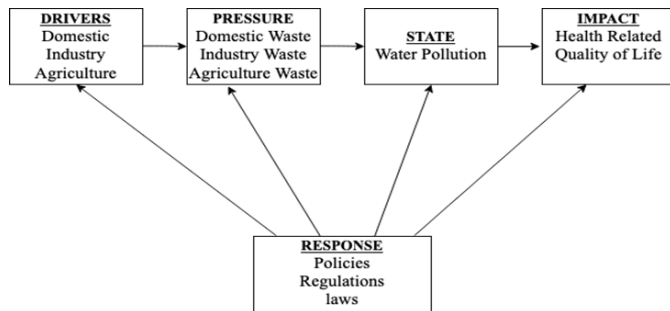 DRIVERS
Domestic
Industry
Agriculture
PRESSURE
Domestic Waste
Industry Waste
Agriculture Waste
STATE
Water Pollution
IMPACT
Health Related
Quality of Life
RESPONSE
Policies
Regulations
laws